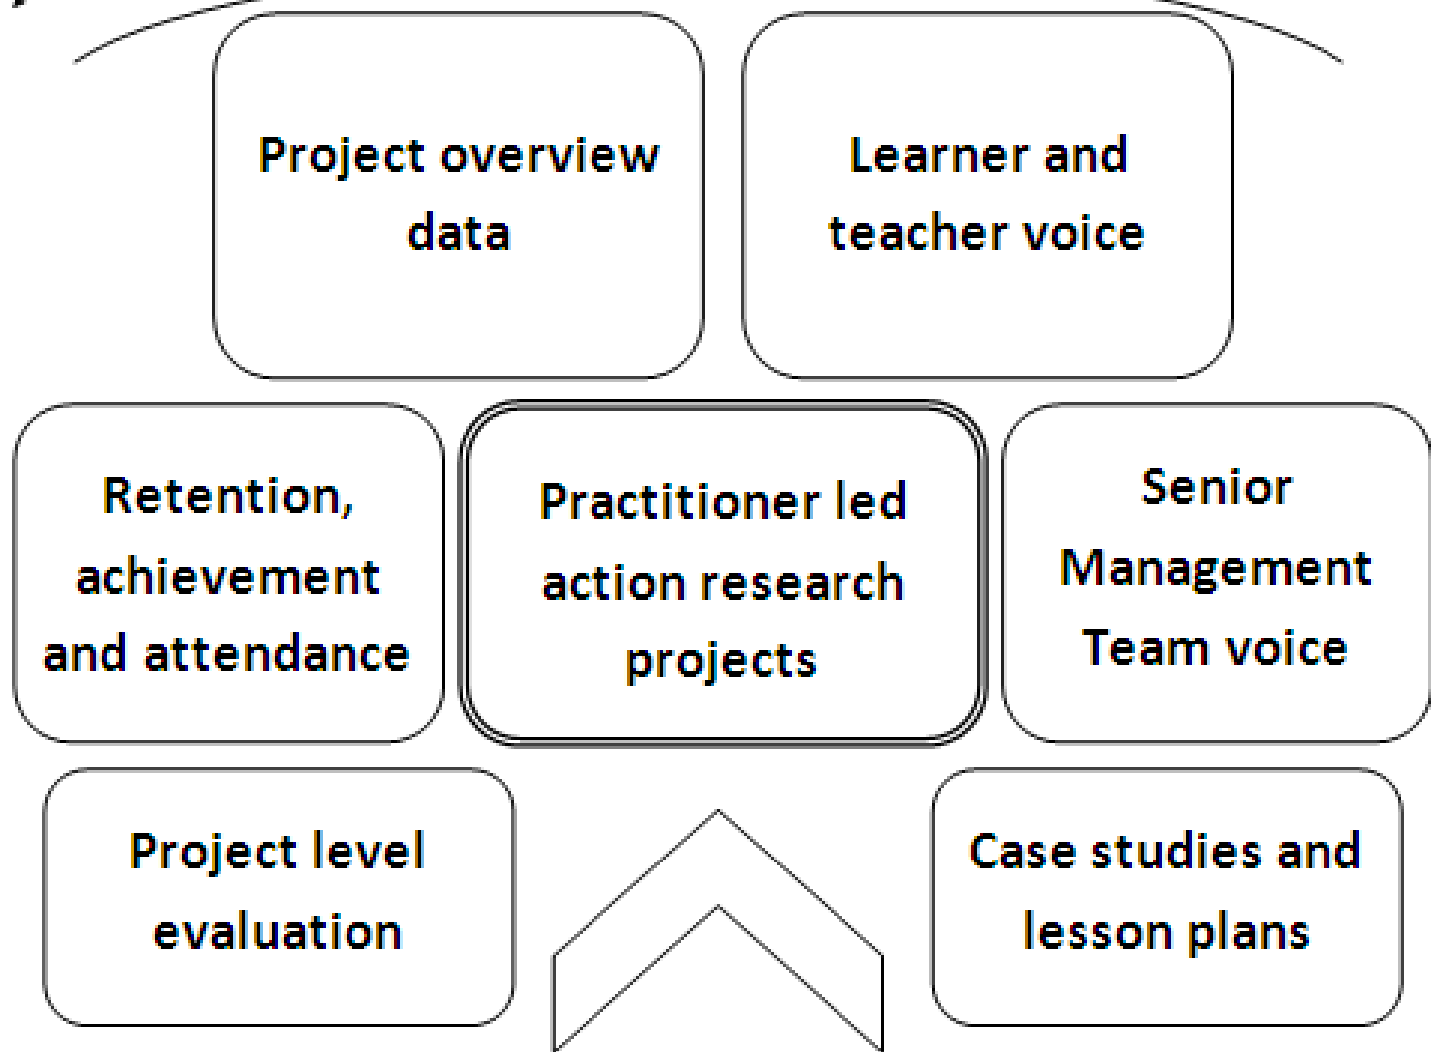 Project overview
data
Learner and
teacher voice
Retention,
achievement
and attendance
Practitioner led
action research
projects
Senior
Management
Team voice
Project level
evaluation
Case studies and
lesson plans